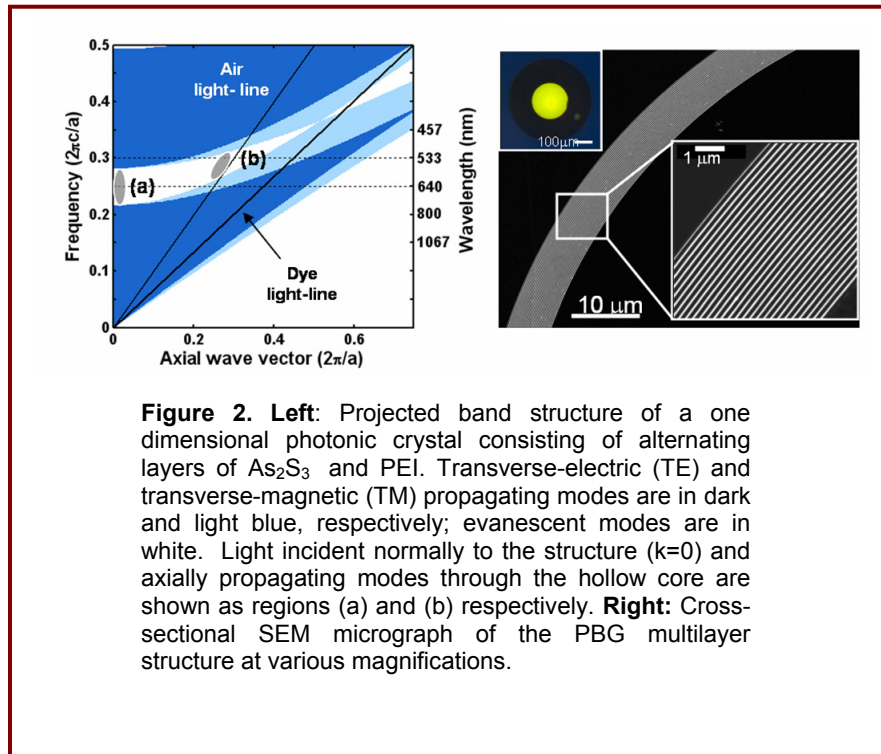 0.5
0.4
0.3
0.2
0.1
0
Frequency (2πc/a)
Air
light- line
(a)
(b)
Dye
light-line
457
533
640
800
1067
Wavelength (nm)
0
0.2
0.4
0.6
Axial wave vector (2π/a)
100μm
1 μm
10 μm
Figure 2. Left: Projected band structure of a one
dimensional photonic crystal consisting of alternating
layers of As₂S₃ and PEI. Transverse-electric (TE) and
transverse-magnetic (TM) propagating modes are in dark
and light blue, respectively; evanescent modes are in
white. Light incident normally to the structure (k=0) and
axially propagating modes through the hollow core are
shown as regions (a) and (b) respectively. Right: Cross-
sectional SEM micrograph of the PBG multilayer
structure at various magnifications.